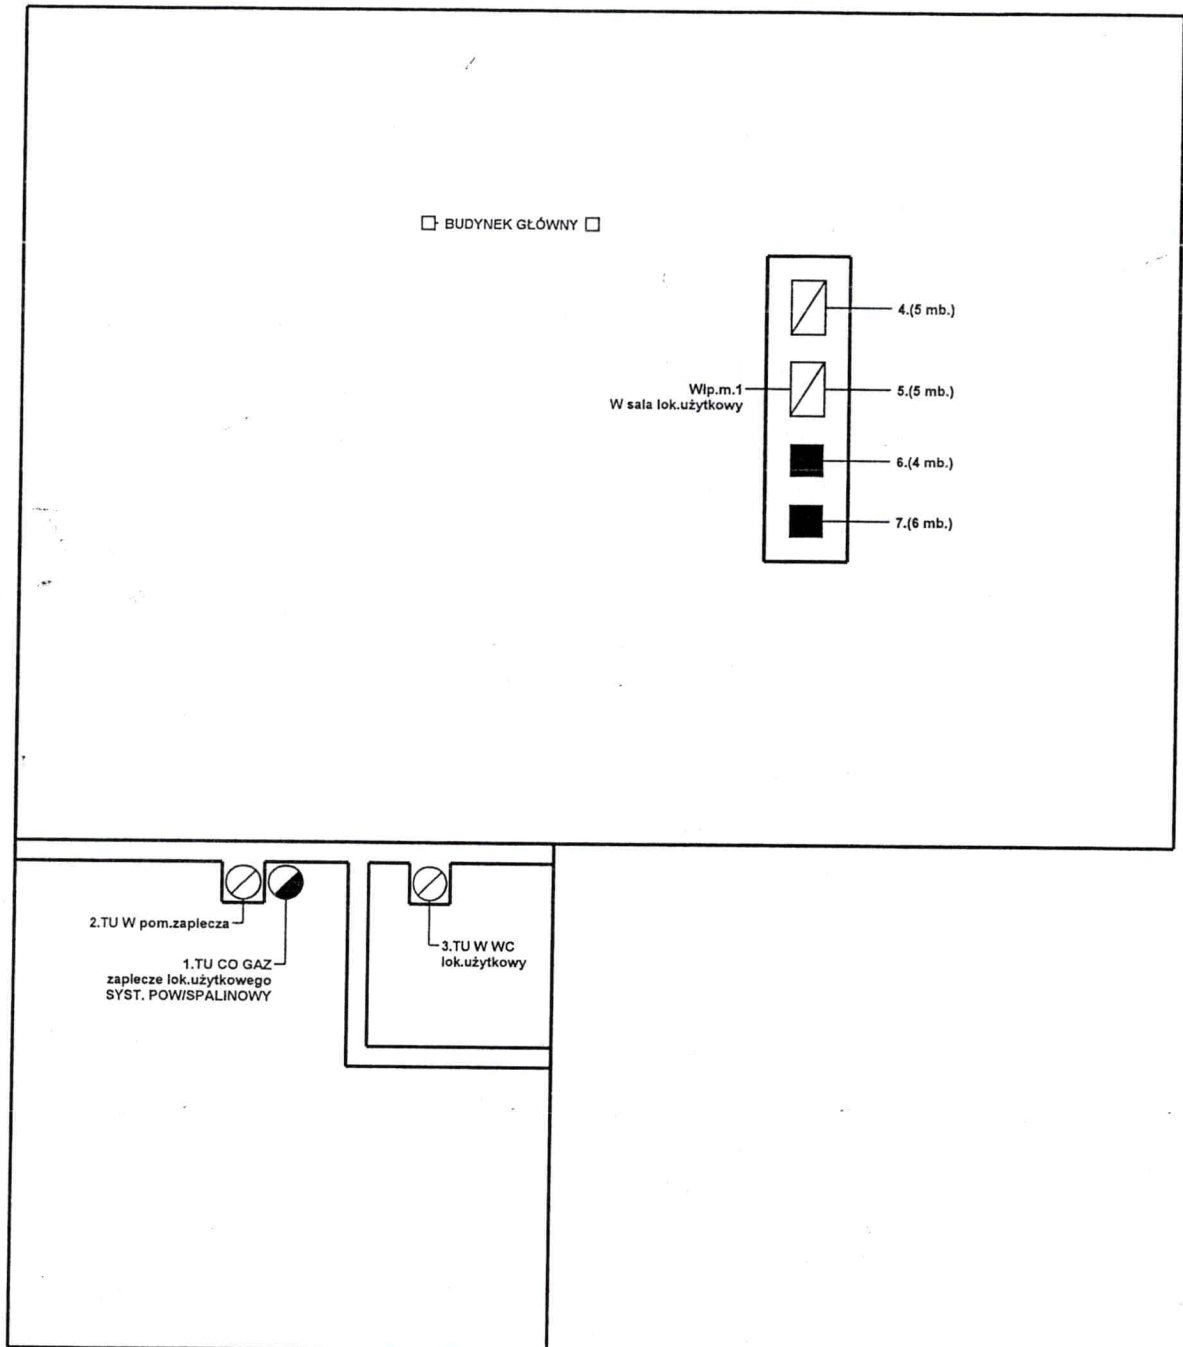 BUDYNEK GŁÓWNY
4.(5 mb.)
Wlp.m.1
W sala lok.użytkowy
5.(5 mb.)
6.(4 mb.)
7.(6 mb.)
2.TU W pom.zaplecza
1.TU CO GAZ
zaplecze lok.użytkowego
SYST. POW/SPALINOWY
3.TU W WC
lok.użytkowy